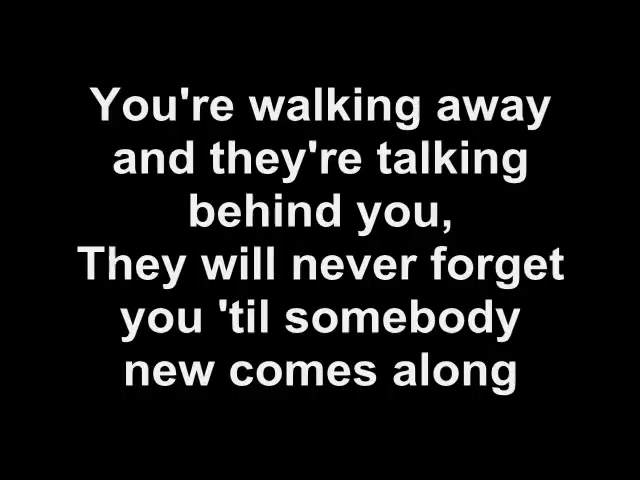 You're walking away
and they're talking
behind you,
They will never forget
you 'til somebody
new comes along